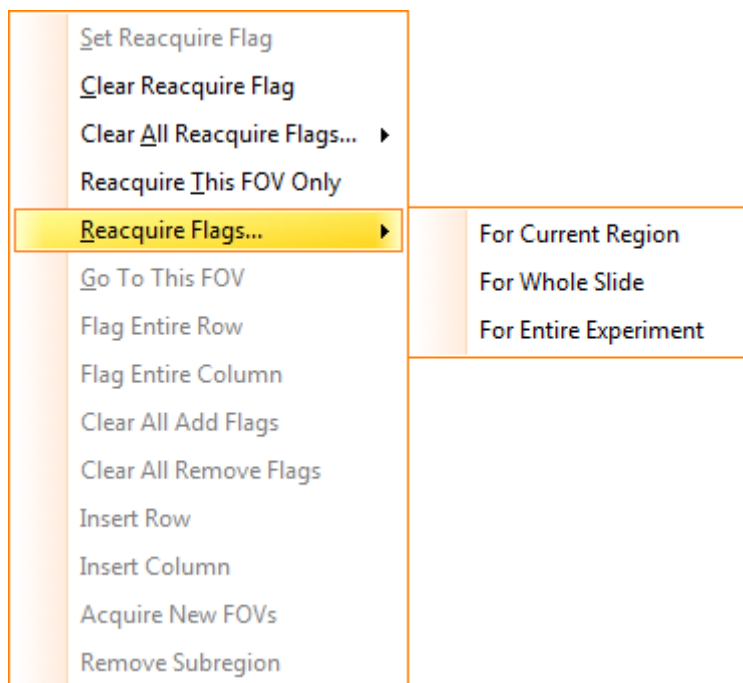 Set Reacquire Flag
Clear Reacquire Flag
Clear All Reacquire Flags...
Reacquire This FOV Only
Reacquire Flags...
For Current Region
For Whole Slide
For Entire Experiment
Go To This FOV
Flag Entire Row
Flag Entire Column
Clear All Add Flags
Clear All Remove Flags
Insert Row
Insert Column
Acquire New FOVs
Remove Subregion